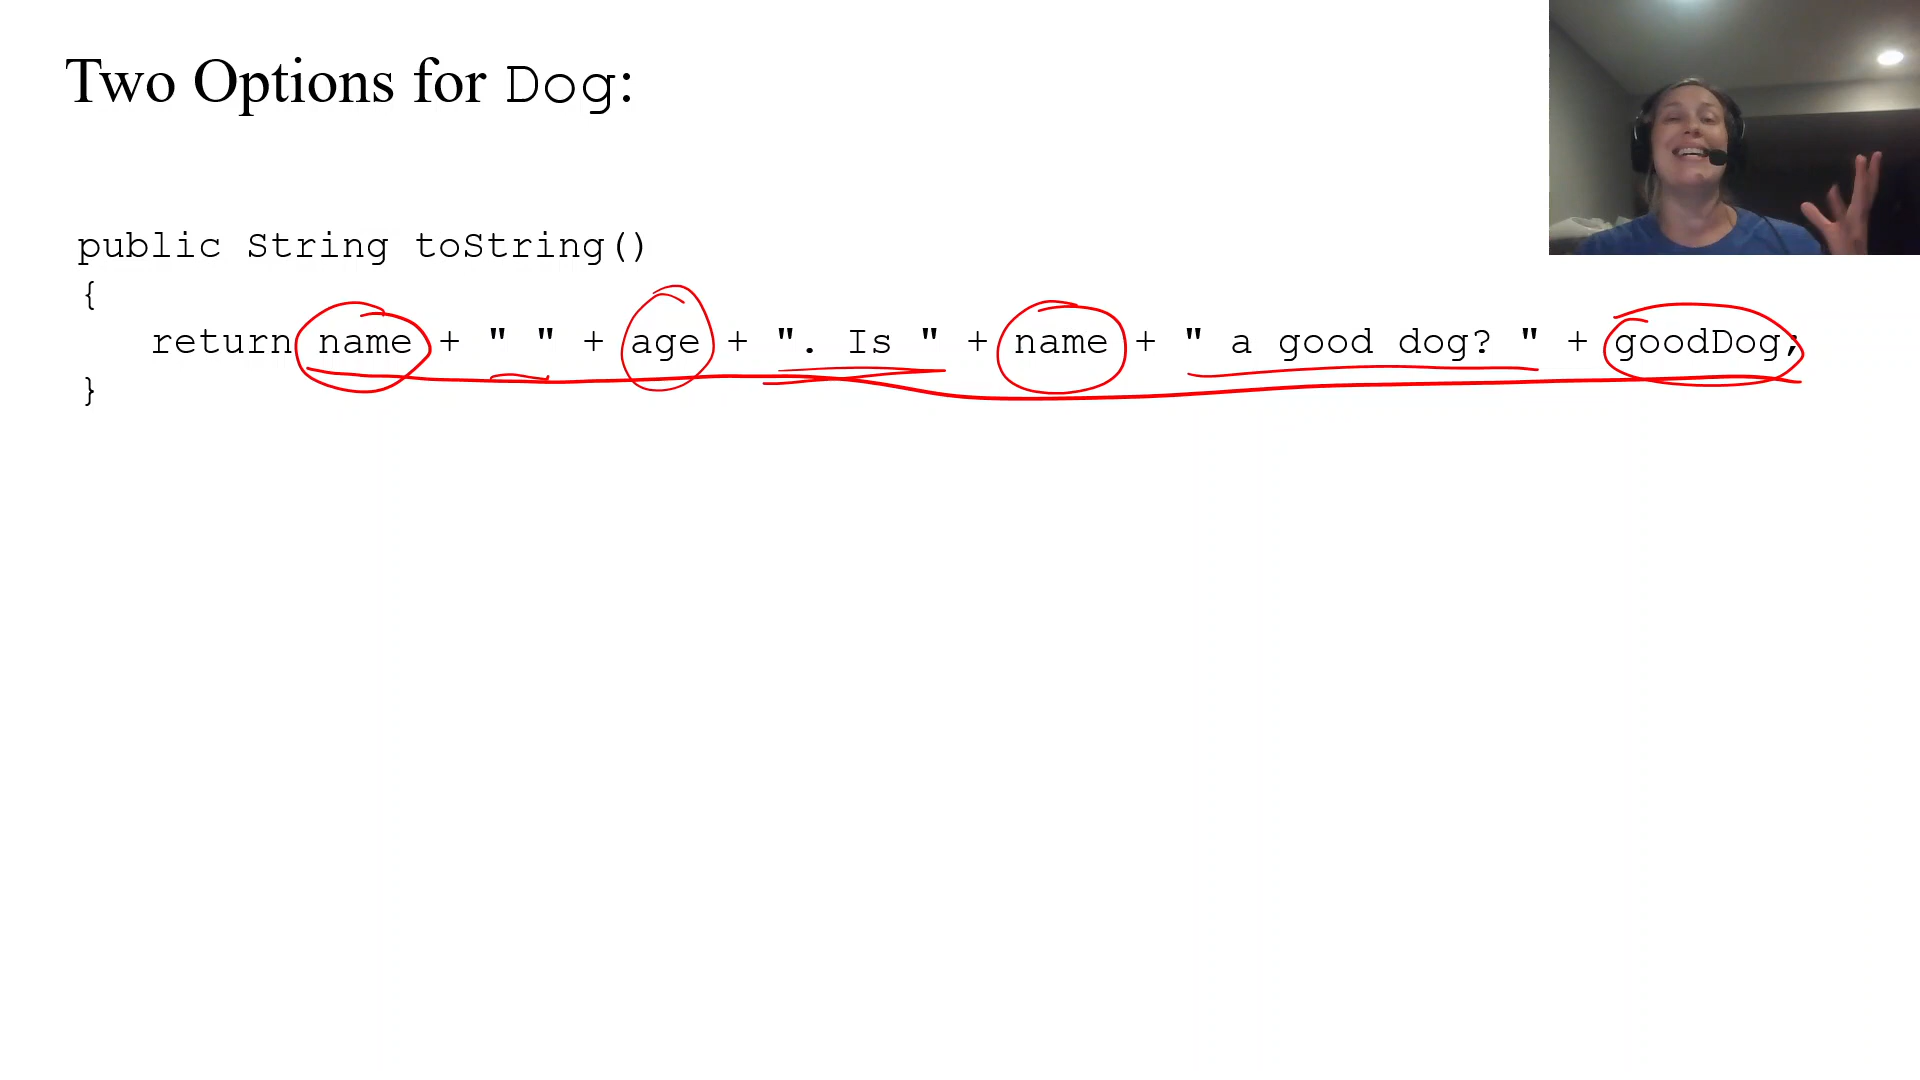 Two Options for Dog:
public String toString()
{
return name + " " + age + ". Is " + name + " a good dog? " + goodDog;
}